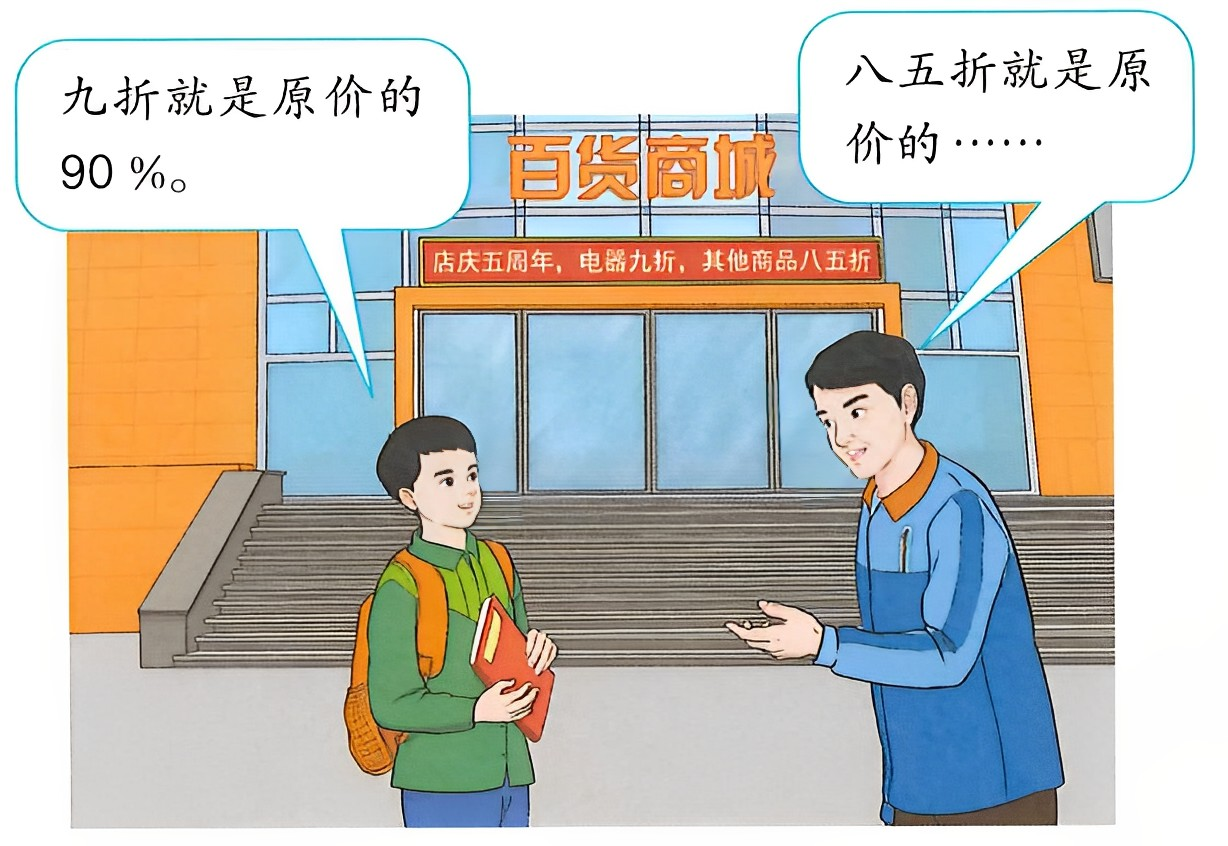 九折就是原价的
90 %。
八五折就是原
价的……
百货商城
店庆五周年，电器九折，其他商品八五折